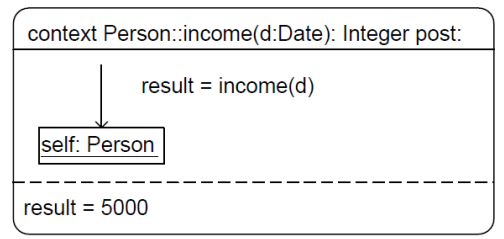 context Person::income(d:Date): Integer post:
result = income(d)
self: Person
result = 5000